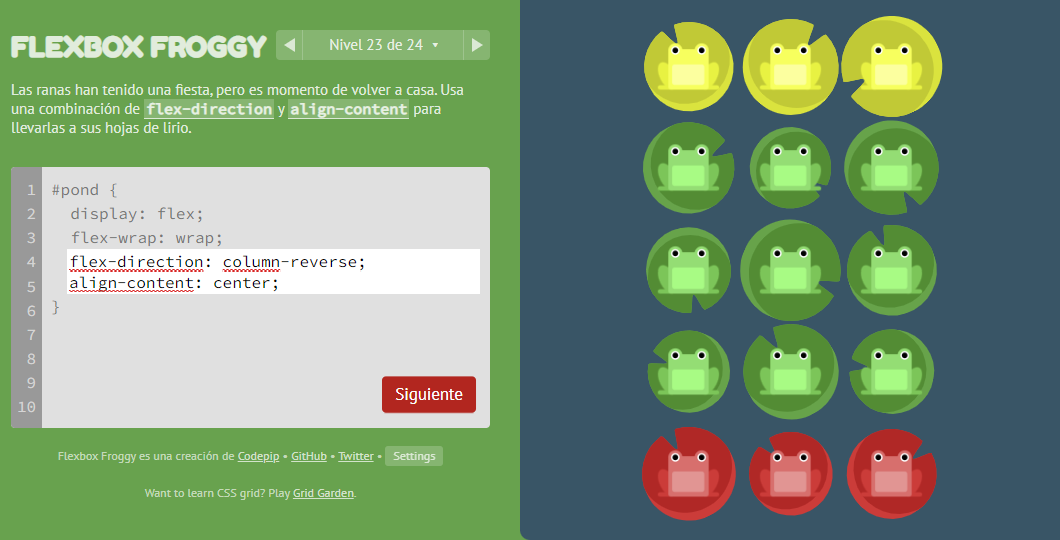 FLEXBOX FROGGY
Nivel 23 de 24
Las ranas han tenido una fiesta, pero es momento de volver a casa. Usa
una combinación de flex-direction y align-content para
llevarlas a sus hojas de lirio.
1 #pond {
2 display: flex;
3 flex-wrap: wrap;
4 flex-direction: column-reverse;
5 align-content: center;
6 }
7
8
9
10
Siguiente
Flexbox Froggy es una creación de Codepip • GitHub • Twitter • Settings
Want to learn CSS grid? Play Grid Garden.